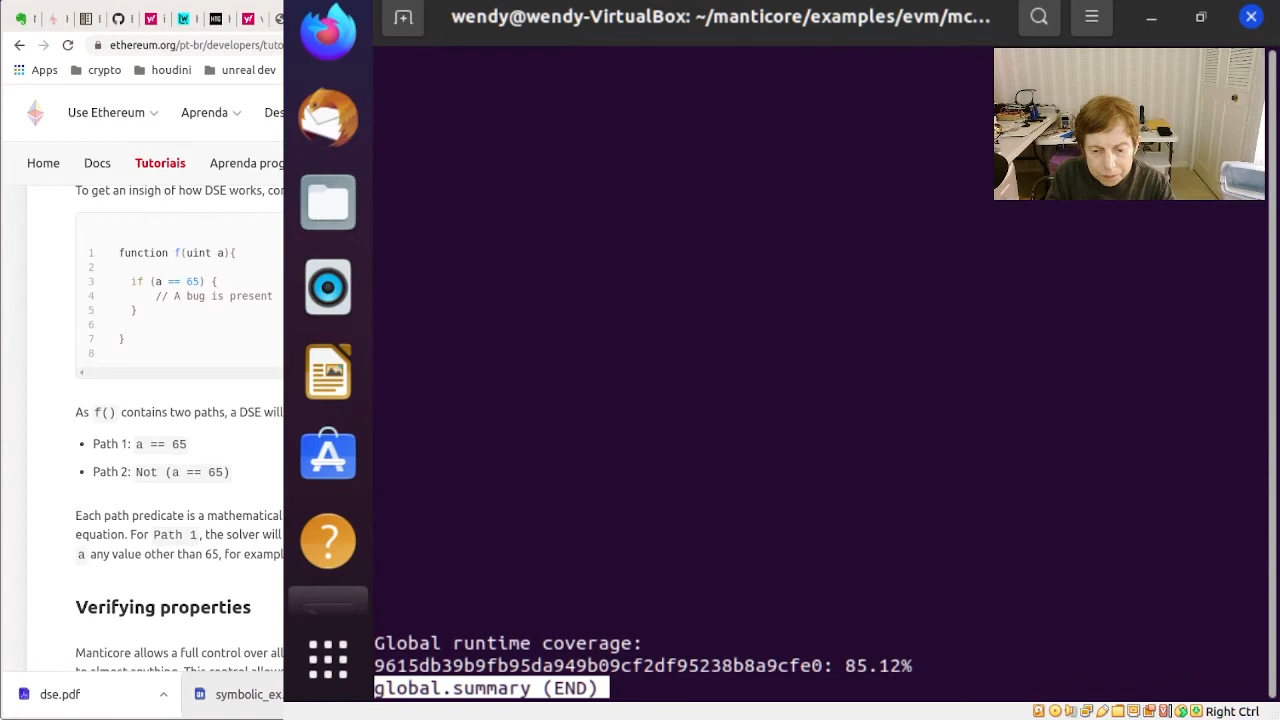 wendy@wendy-VirtualBox: ~/manticore/examples/evm/mc...
ethereum.org/pt-br/developers/tuto
Apps crypto houdini unreal dev
Use Ethereum Aprenda Des
Home Docs Tutoriais Aprenda prog
To get an insigh of how DSE works, cor
1 function f(uint a){
2
3 if (a == 65) {
4 // A bug is present
5 }
6
7 }
8
As f() contains two paths, a DSE will
• Path 1: a == 65
• Path 2: Not (a == 65)
Each path predicate is a mathematical
equation. For Path 1, the solver will
a any value other than 65, for exampl
Verifying properties
Manticore allows a full control over all
dse.pdf symbolic_ex
Global runtime coverage:
9615db39b9fb95da949b09cf2df95238b8a9cfe0: 85.12%
global.summary (END)
Right Ctrl